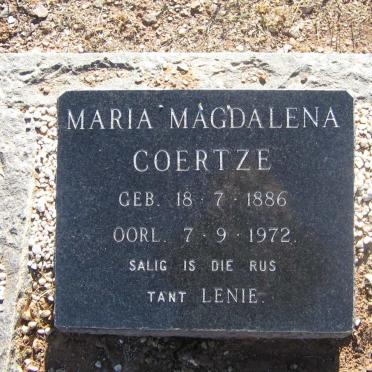 MARIA MAGDALENA
COERTZE
GEB. 18·7·1886
OORL. 7·9·1972.
SALIG IS DIE RUS
TANT LENIE.